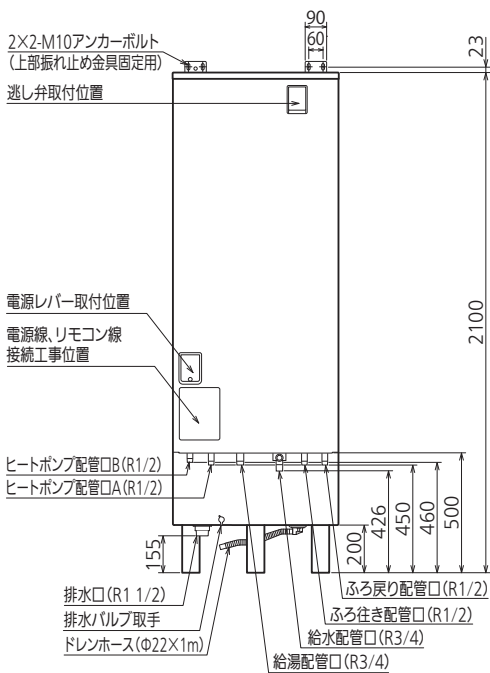 90
60
23
2×2-M10アンカーボルト
(上部振れ止め金具固定用)
逃し弁取付位置
2100
電源レバー取付位置
電源線、リモコン線
接続工事位置
ヒートポンプ配管口B(R1/2)
ヒートポンプ配管口A(R1/2)
155
200
426
450
460
500
排水口(R1 1/2)
排水バルブ取手
ドレンホース(Φ22×1m)
ふろ戻り配管口(R1/2)
ふろ往き配管口(R1/2)
給水配管口(R3/4)
給湯配管口(R3/4)